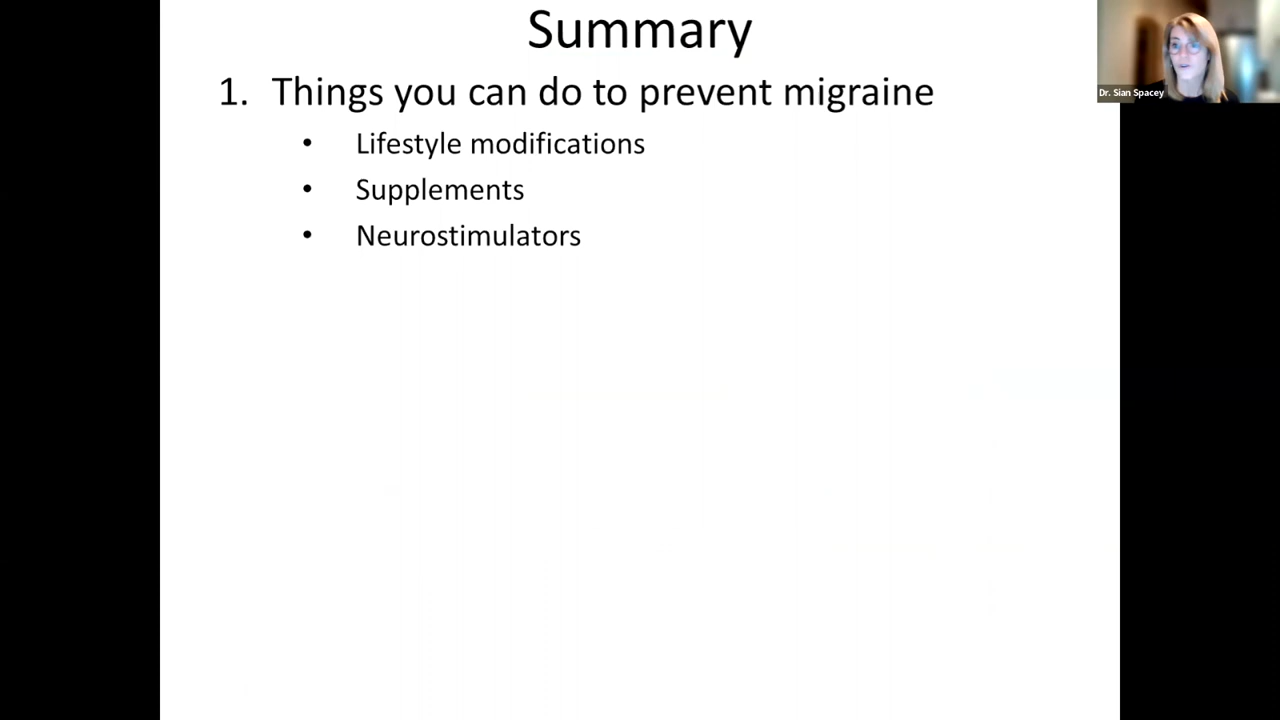 Summary
1. Things you can do to prevent migraine
• Lifestyle modifications
• Supplements
• Neurostimulators
Dr. Sian Spacey